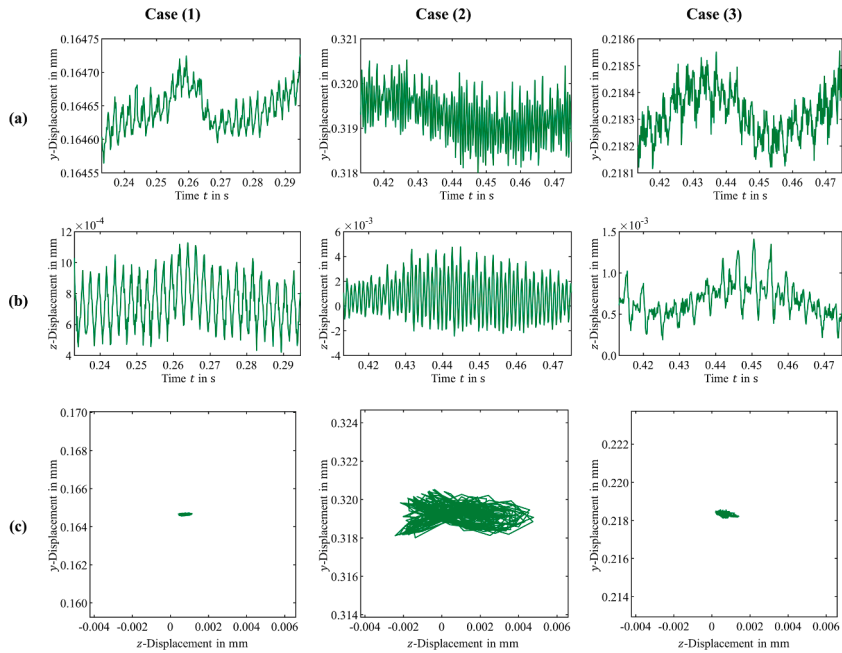 Case (1) Case (2) Case (3)
(a)
y-Displacement in mm
0.16475
0.16470
0.16465
0.16460
0.16455
0.24 0.25 0.26 0.27 0.28 0.29
Time t in s
y-Displacement in mm
0.321
0.320
0.319
0.318
0.42 0.43 0.44 0.45 0.46 0.47
Time t in s
y-Displacement in mm
0.2186
0.2185
0.2184
0.2183
0.2182
0.2181
0.42 0.43 0.44 0.45 0.46 0.47
Time t in s
(b)
z-Displacement in mm
×10⁻⁴
12
10
8
6
4
0.24 0.25 0.26 0.27 0.28 0.29
Time t in s
z-Displacement in mm
×10⁻³
6
4
2
0
-2
-4
0.42 0.43 0.44 0.45 0.46 0.47
Time t in s
z-Displacement in mm
×10⁻³
1.5
1.0
0.5
0.0
0.42 0.43 0.44 0.45 0.46 0.47
Time t in s
(c)
y-Displacement in mm
0.170
0.168
0.166
0.164
0.162
0.160
-0.004 -0.002 0 0.002 0.004 0.006
z-Displacement in mm
y-Displacement in mm
0.324
0.322
0.320
0.318
0.316
0.314
-0.004 -0.002 0 0.002 0.004 0.006
z-Displacement in mm
y-Displacement in mm
0.222
0.220
0.218
0.216
0.214
-0.004 -0.002 0 0.002 0.004 0.006
z-Displacement in mm